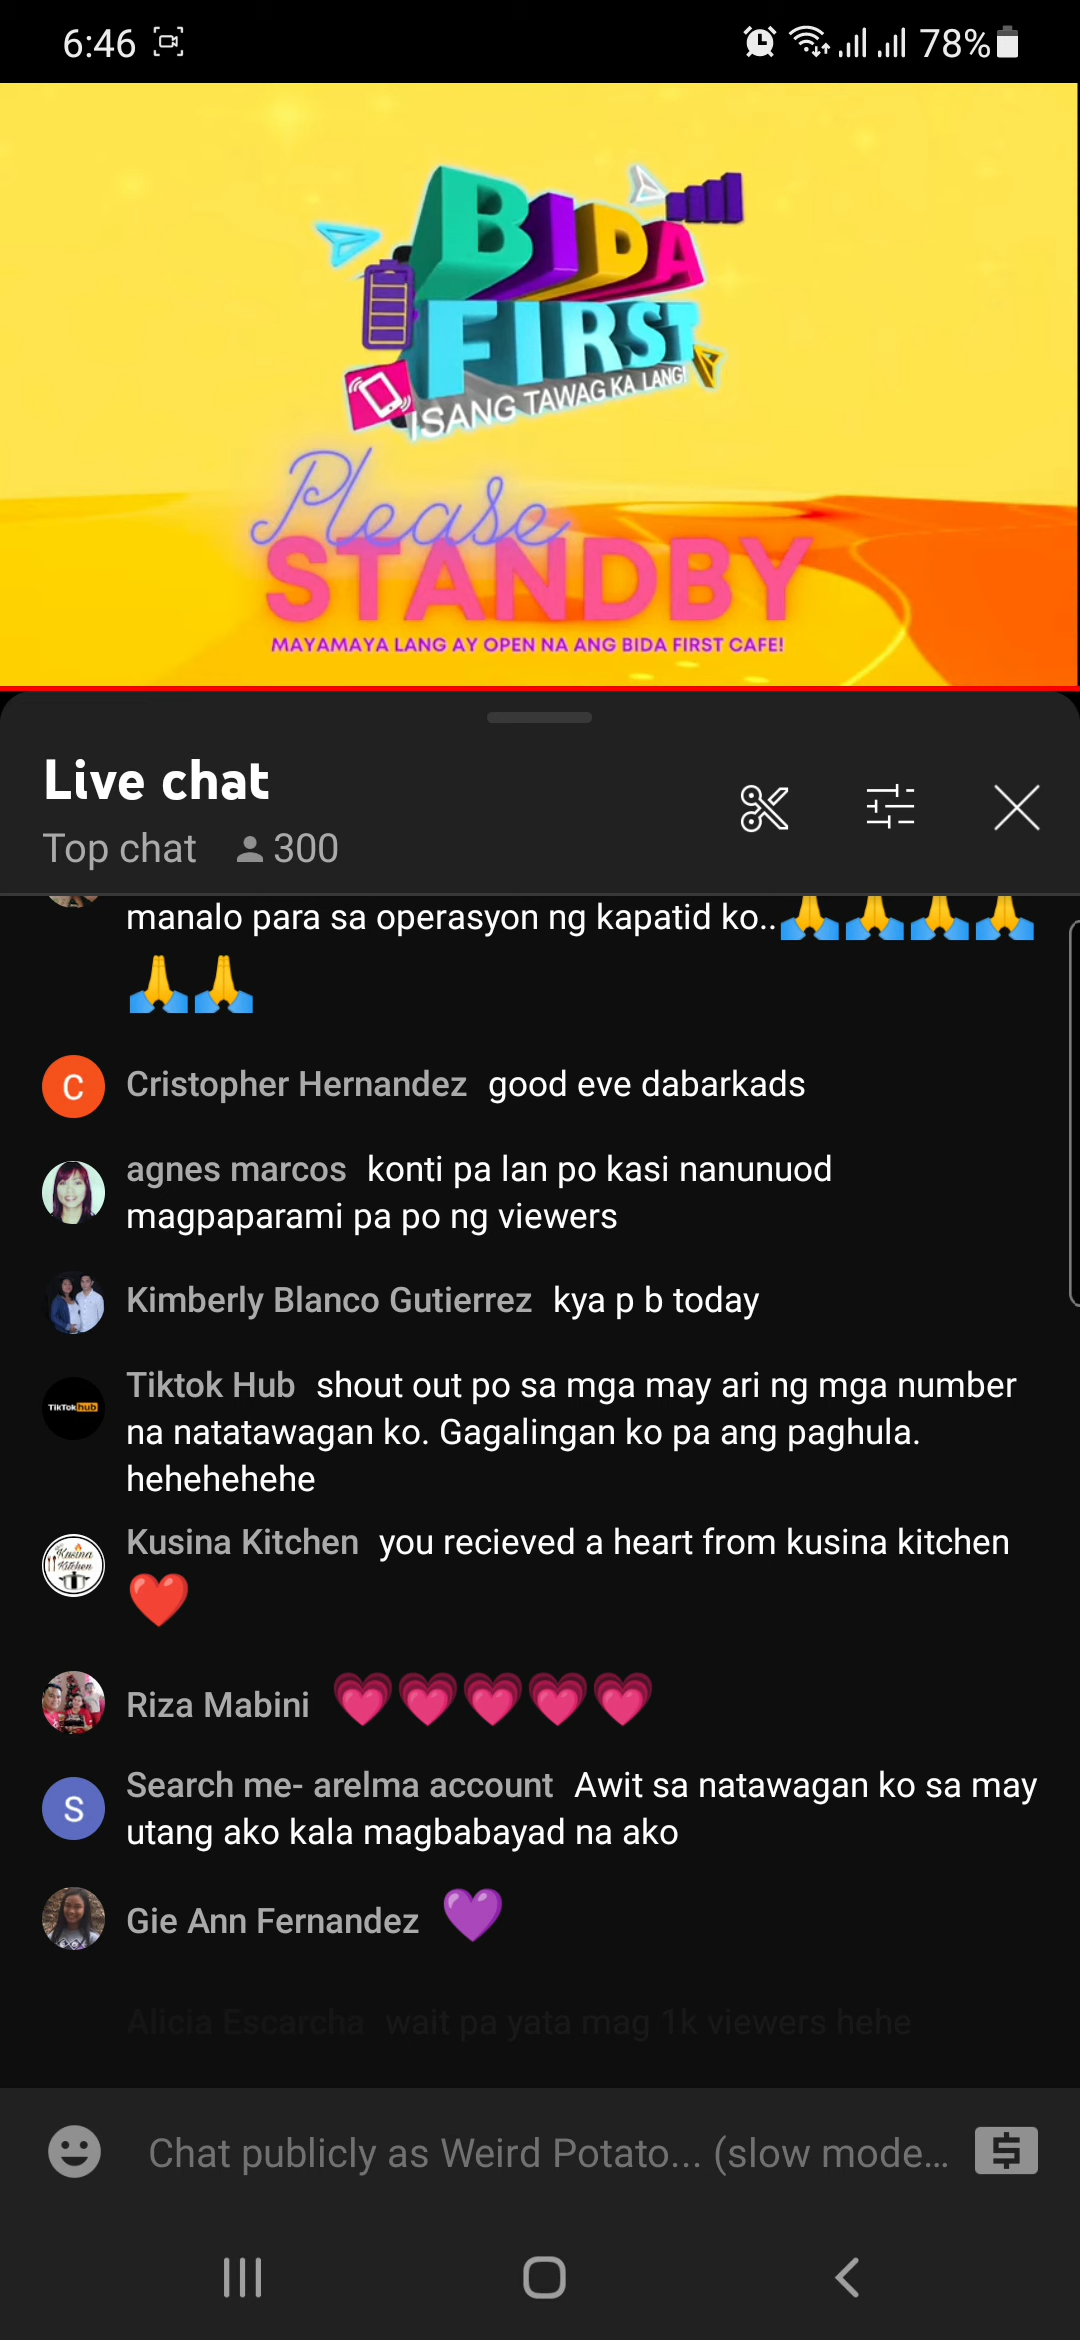 6:46
78%
BIDA
FIRST
ISANG TAWAG KA LANG!
Please
STANDBY
MAYAMAYA LANG AY OPEN NA ANG BIDA FIRST CAFE!
Live chat
Top chat 300
manalo para sa operasyon ng kapatid ko..🙏🙏🙏🙏
🙏🙏
C Cristopher Hernandez good eve dabarkads
agnes marcos konti pa lan po kasi nanunuod
magpaparami pa po ng viewers
Kimberly Blanco Gutierrez kya p b today
Tiktok Hub shout out po sa mga may ari ng mga number
TikTok hub
na natatawagan ko. Gagalingan ko pa ang paghula.
hehehehehe
Kusina Kitchen you recieved a heart from kusina kitchen
Kusina
Kitchen
❤️
Riza Mabini 💗💗💗💗💗
Search me- arelma account Awit sa natawagan ko sa may
S
utang ako kala magbabayad na ako
Gie Ann Fernandez 💜
Alicia Escarcha wait pa yata mag 1k viewers hehe
Chat publicly as Weird Potato... (slow mode...